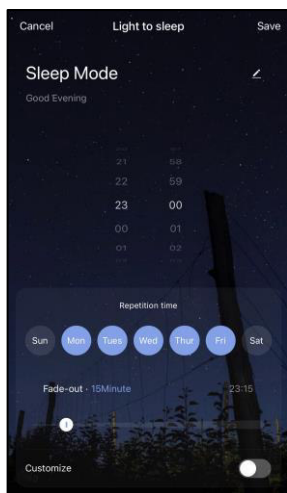 Cancel Light to sleep Save
Sleep Mode
Good Evening
21 58
22 59
23 00
00 01
01 02
Repetition time
Sun Mon Tues Wed Thur Fri Sat
Fade-out · 15Minute 23:15
Customize